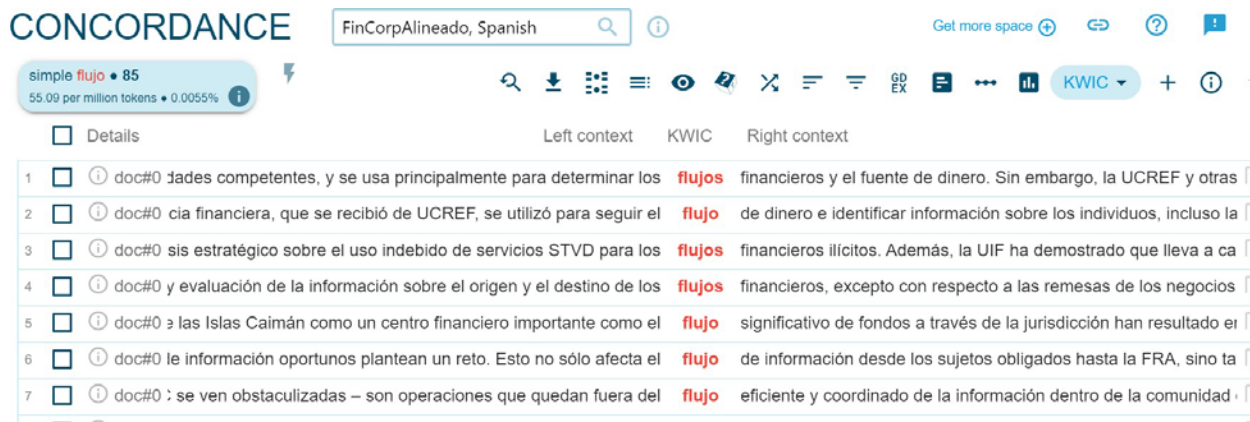 CONCORDANCE
FinCorpAlineado, Spanish
Get more space
simple flujo • 85
55.09 per million tokens • 0.0055% i
GD EX
KWIC
Details Left context KWIC Right context
1 doc#0 dades competentes, y se usa principalmente para determinar los flujos financieros y el fuente de dinero. Sin embargo, la UCREF y otras
2 doc#0 cia financiera, que se recibió de UCREF, se utilizó para seguir el flujo de dinero e identificar información sobre los individuos, incluso la
3 doc#0 sis estratégico sobre el uso indebido de servicios STVD para los flujos financieros ilícitos. Además, la UIF ha demostrado que lleva a ca
4 doc#0 y evaluación de la información sobre el origen y el destino de los flujos financieros, excepto con respecto a las remesas de los negocios
5 doc#0 e las Islas Caimán como un centro financiero importante como el flujo significativo de fondos a través de la jurisdicción han resultado
6 doc#0 de información oportunos plantean un reto. Esto no sólo afecta el flujo de información desde los sujetos obligados hasta la FRA, sino ta
7 doc#0 se ven obstaculizadas – son operaciones que quedan fuera del flujo eficiente y coordinado de la información dentro de la comunidad